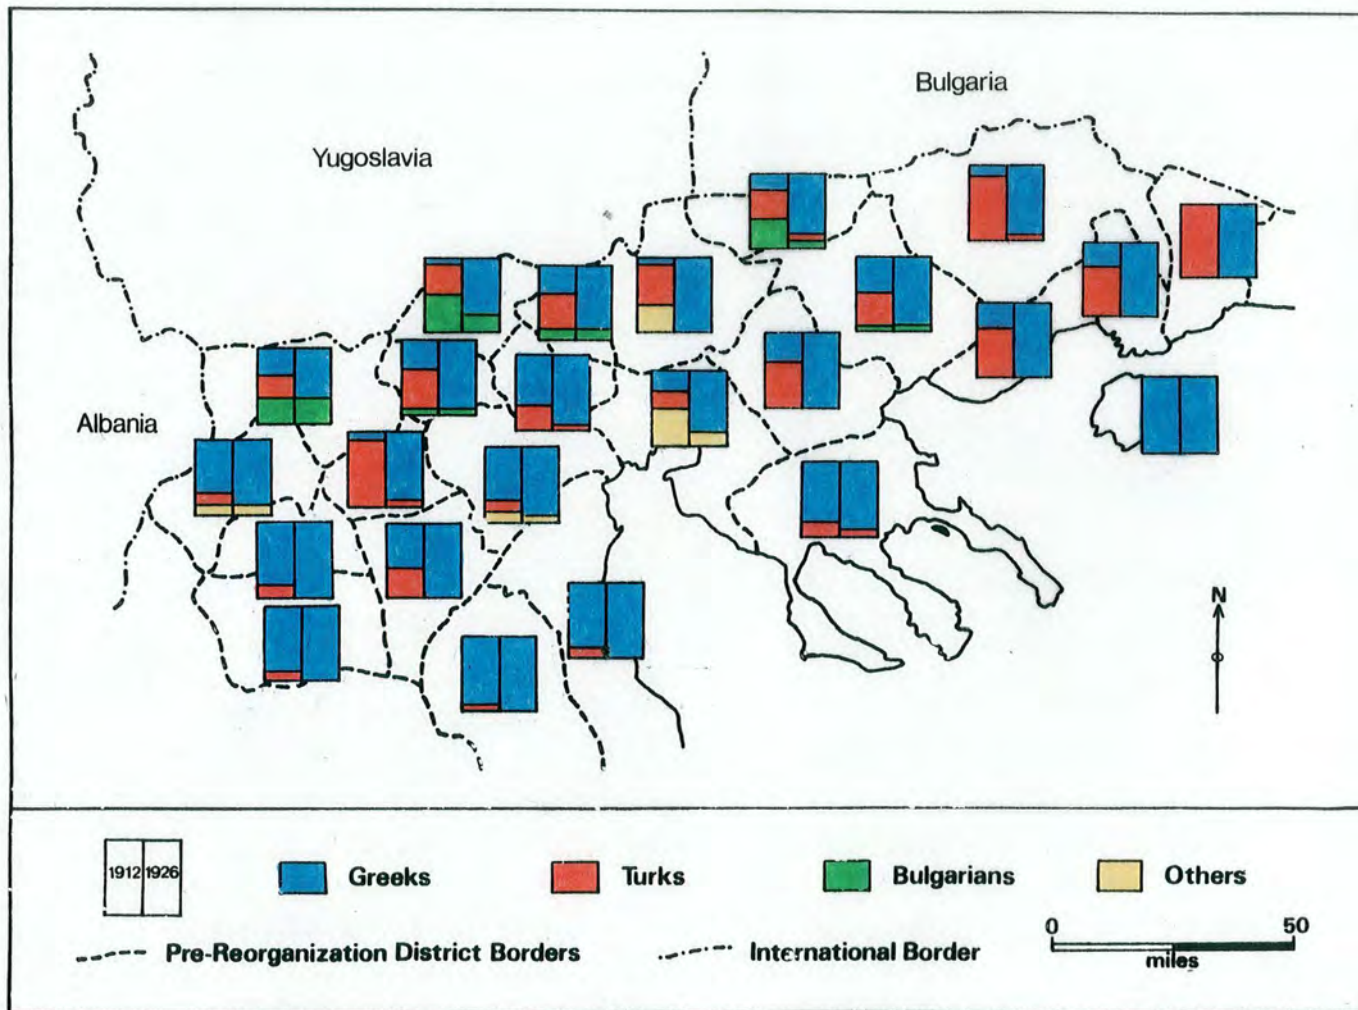 Bulgaria
Yugoslavia
Albania
N
1912 1926
Greeks
Turks
Bulgarians
Others
Pre-Reorganization District Borders
International Border
0 50
miles